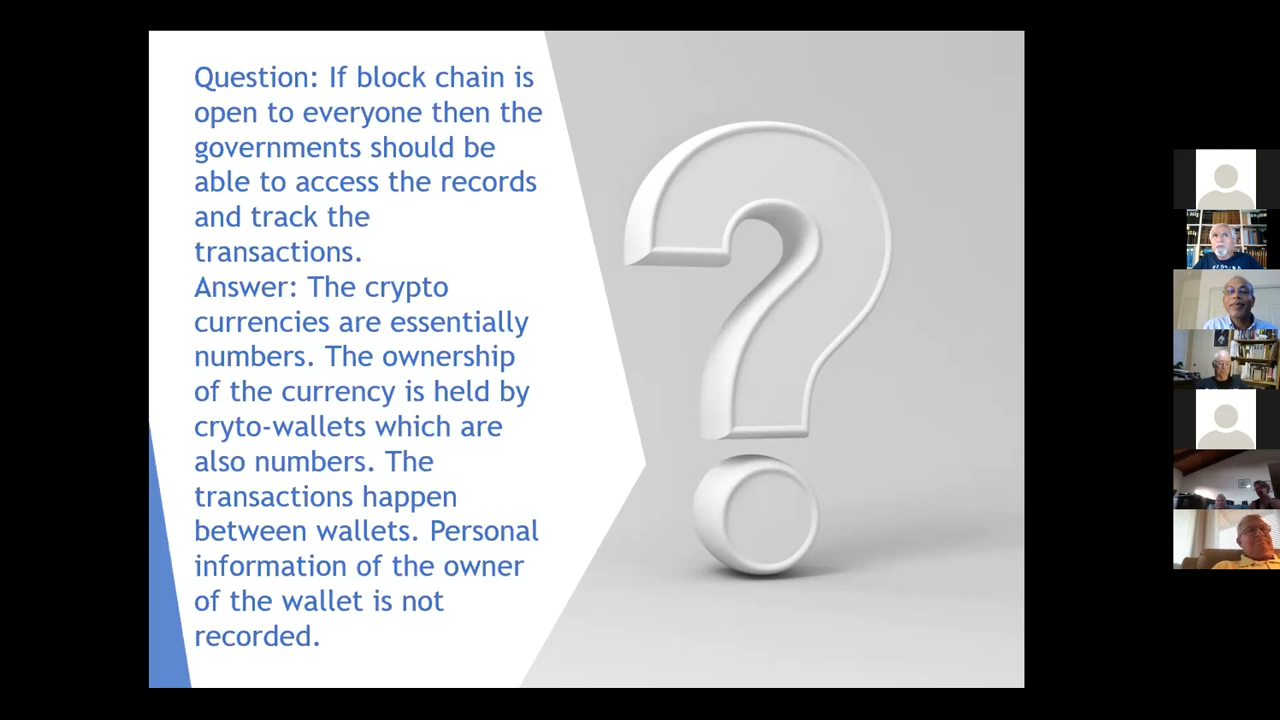 Question: If block chain is
open to everyone then the
governments should be
able to access the records
and track the
transactions.
Answer: The crypto
currencies are essentially
numbers. The ownership
of the currency is held by
cryto-wallets which are
also numbers. The
transactions happen
between wallets. Personal
information of the owner
of the wallet is not
recorded.